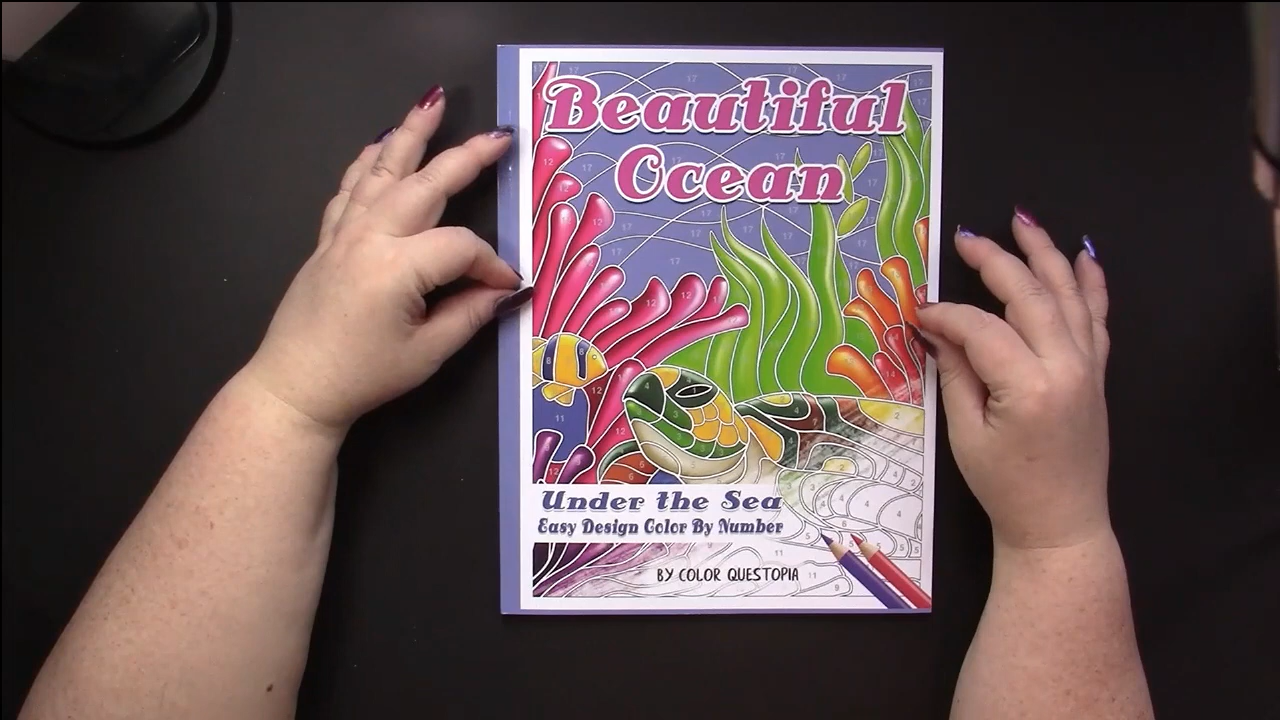 Beautiful
Ocean
Under the Sea
Easy Design Color By Number
BY COLOR QUESTOPIA